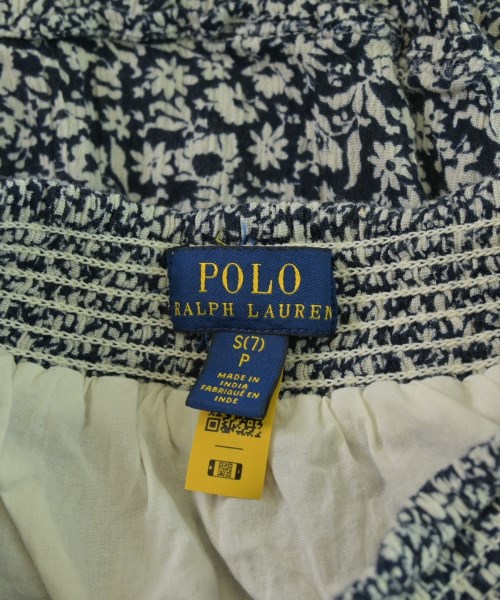 POLO
RALPH LAUREN
S(7)
P
MADE IN
INDIA
FABRIQUÉ EN
INDE